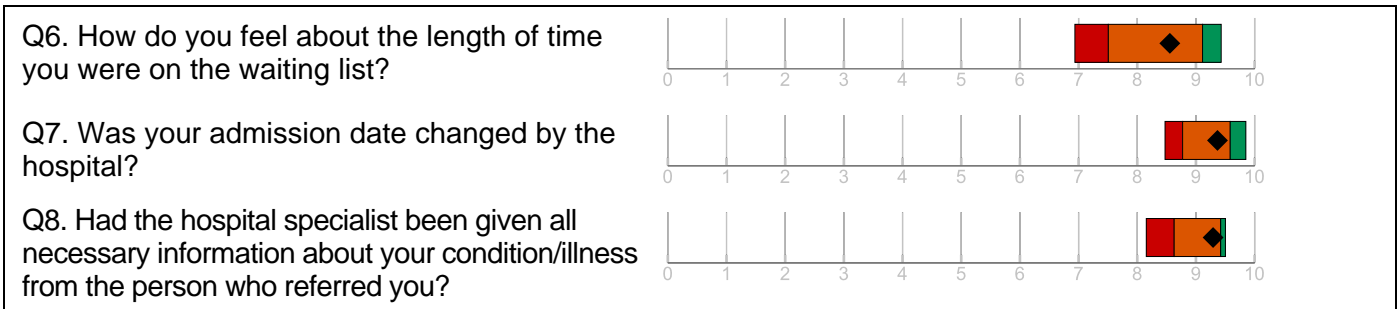 Q6. How do you feel about the length of time
you were on the waiting list?
0 1 2 3 4 5 6 7 8 9 10
Q7. Was your admission date changed by the
hospital?
0 1 2 3 4 5 6 7 8 9 10
Q8. Had the hospital specialist been given all
necessary information about your condition/illness
from the person who referred you?
0 1 2 3 4 5 6 7 8 9 10